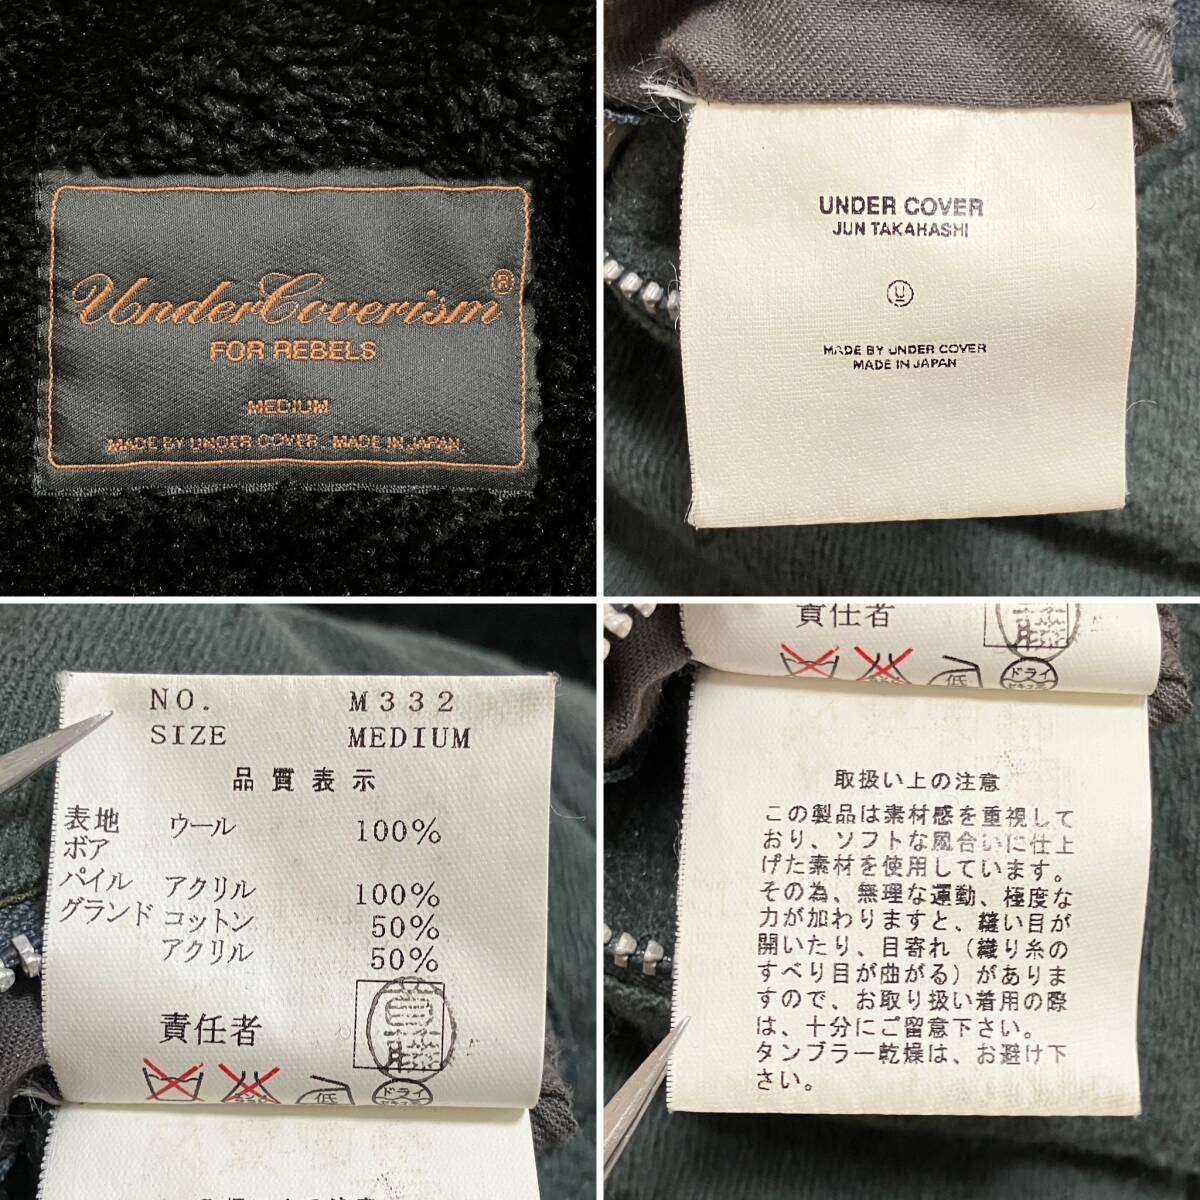 UnderCoverism®
FOR REBELS
MEDIUM
MADE BY UNDER COVER MADE IN JAPAN.
UNDER COVER
JUN TAKAHASHI
U
MADE BY UNDER COVER
MADE IN JAPAN
NO. M332
SIZE MEDIUM
品質表示
表地 ウール 100%
ボア
パイル アクリル 100%
グランド コットン 50%
アクリル 50%
責任者
低 ドライ
責任者
低 ドライ
取扱い上の注意
この製品は素材感を重視して
おり、ソフトな風合いに仕上
げた素材を使用しています。
その為、無理な運動、極度な
力が加わりますと、縫い目が
開いたり、目寄れ（織り糸の
すべり目が曲がる）がありま
すので、お取り扱い着用の際
は、十分にご留意下さい。
タンブラー乾燥は、お避け下
さい。